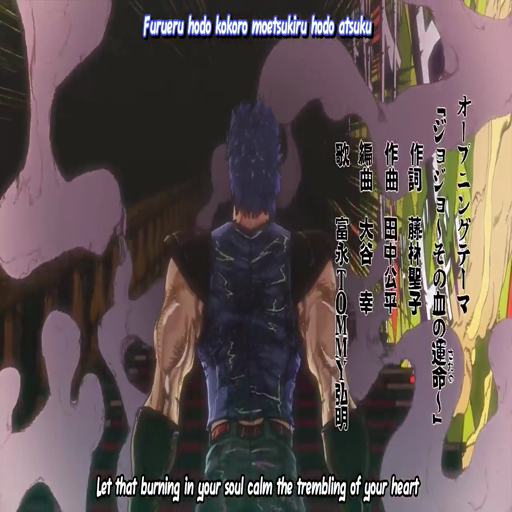 Furueru hodo kokoro moetsukiru hodo atsuku
オープニングテーマ
「ジョジョ～その血の運命～」
さだめ
作詞 藤林聖子
作曲 田中公平
編曲 大谷 幸
歌 富永TOMMY弘明
Let that burning in your soul calm the trembling of your heart